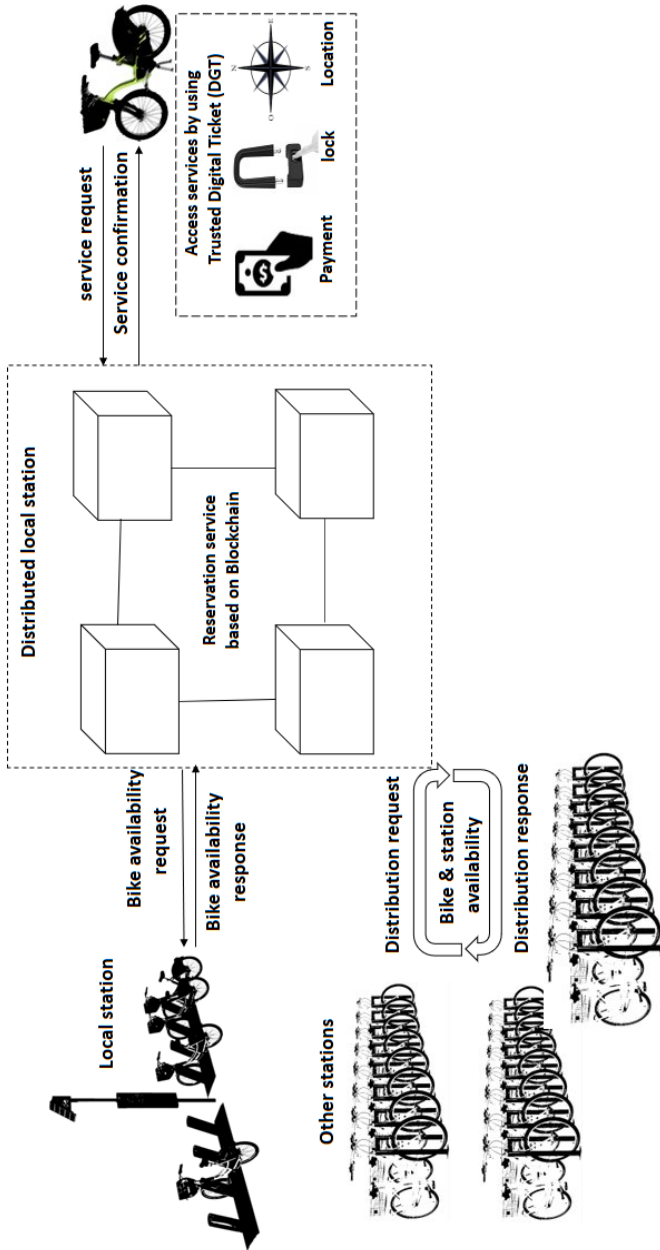 Local station
Bike availability
request
Bike availability
response
Other stations
Distribution request
Bike & station
availability
Distribution response
Distributed local station
Reservation service
based on Blockchain
service request
Service confirmation
Access services by using
Trusted Digital Ticket (DGT)
Payment
lock
Location